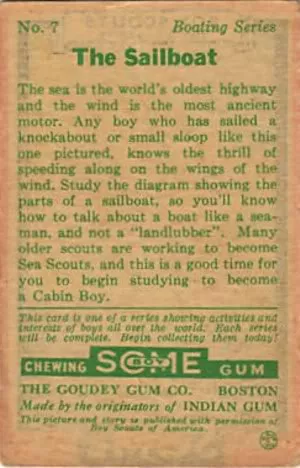 No. 7 Boating Series
The Sailboat
The sea is the world's oldest highway
and the wind is the most ancient
motor. Any boy who has sailed a
knockabout or small sloop like this
one pictured, knows the thrill of
speeding along on the wings of the
wind. Study the diagram showing the
parts of a sailboat, so you'll know
how to talk about a boat like a sea-
man, and not a "landlubber". Many
older scouts are working to become
Sea Scouts, and this is a good time for
you to begin studying to become
a Cabin Boy.
This card is one of a series showing activities and
interests of boys all over the world. Each series
will be complete. Begin collecting them today!
CHEWING SOME GUM
THE GOUDEY GUM CO. BOSTON
Made by the originators of INDIAN GUM
This picture and story is published with permission of
Boy Scouts of America.